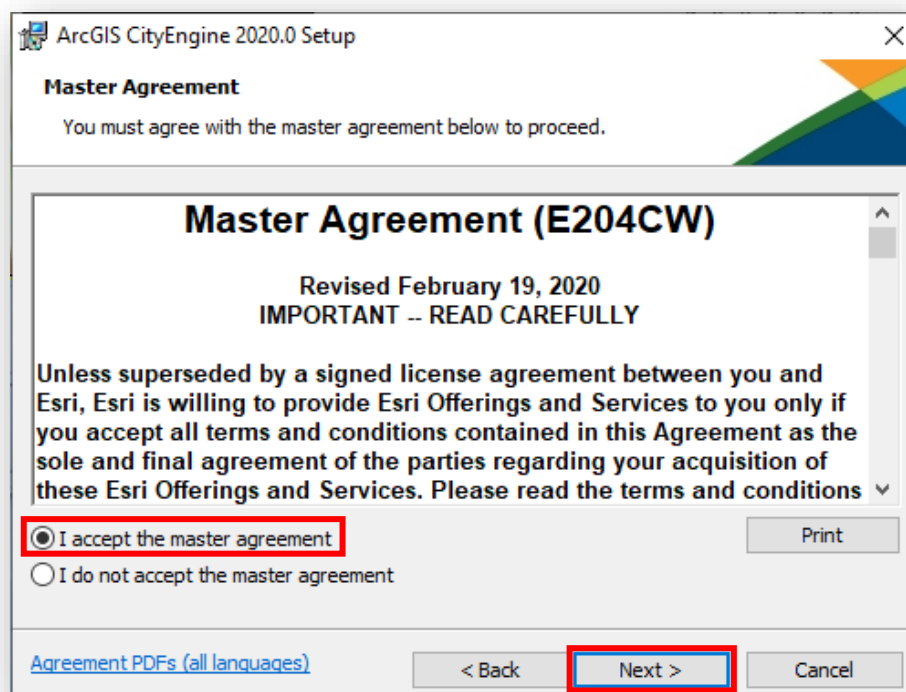 ArcGIS CityEngine 2020.0 Setup
Master Agreement
You must agree with the master agreement below to proceed.
Master Agreement (E204CW)
Revised February 19, 2020
IMPORTANT -- READ CAREFULLY
Unless superseded by a signed license agreement between you and
Esri, Esri is willing to provide Esri Offerings and Services to you only if
you accept all terms and conditions contained in this Agreement as the
sole and final agreement of the parties regarding your acquisition of
these Esri Offerings and Services. Please read the terms and conditions
I accept the master agreement
Print
I do not accept the master agreement
Agreement PDFs (all languages)
< Back
Next >
Cancel